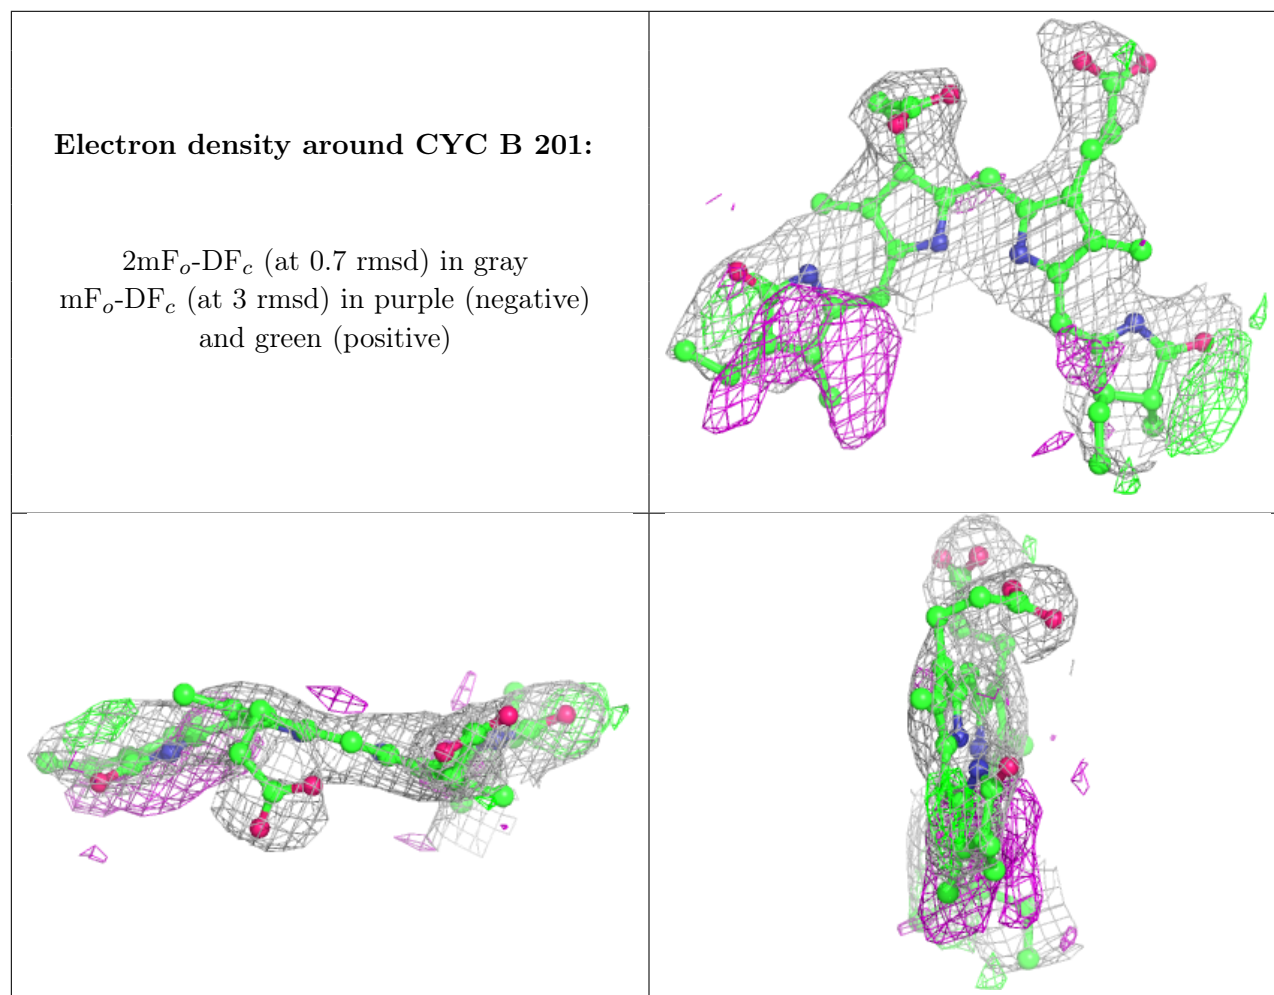 Electron density around CYC B 201:
2mFo-DFc (at 0.7 rmsd) in gray
mFo-DFc (at 3 rmsd) in purple (negative)
and green (positive)